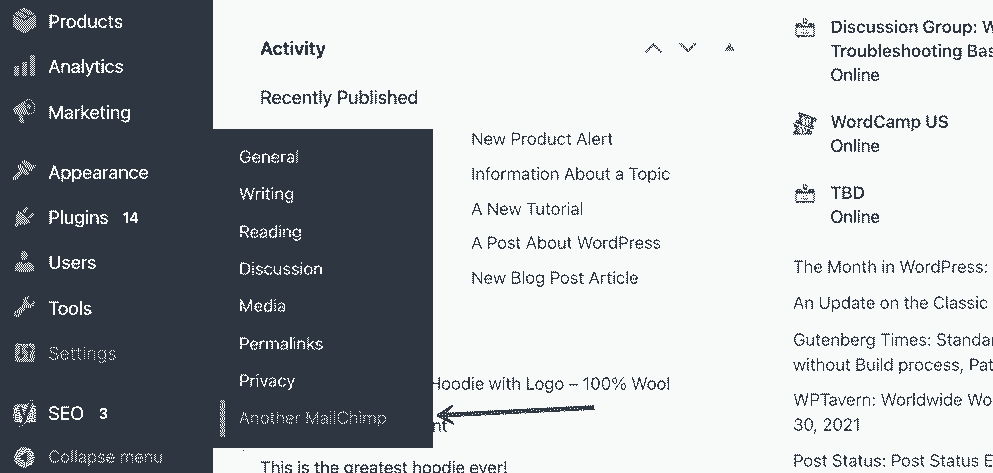 Products
Analytics
Marketing
Appearance
Plugins 14
Users
Tools
Settings
SEO 3
Collapse menu
General
Writing
Reading
Discussion
Media
Permalinks
Privacy
Another MailChimp
Activity
Recently Published
New Product Alert
Information About a Topic
A New Tutorial
A Post About WordPress
New Blog Post Article
Hoodie with Logo – 100% Wool
nt
This is the greatest hoodie ever!
Discussion Group: W
Troubleshooting Bas
Online
WordCamp US
Online
TBD
Online
The Month in WordPress:
An Update on the Classic
Gutenberg Times: Standar
without Build process, Pat
WPTavern: Worldwide Wo
30, 2021
Post Status: Post Status E